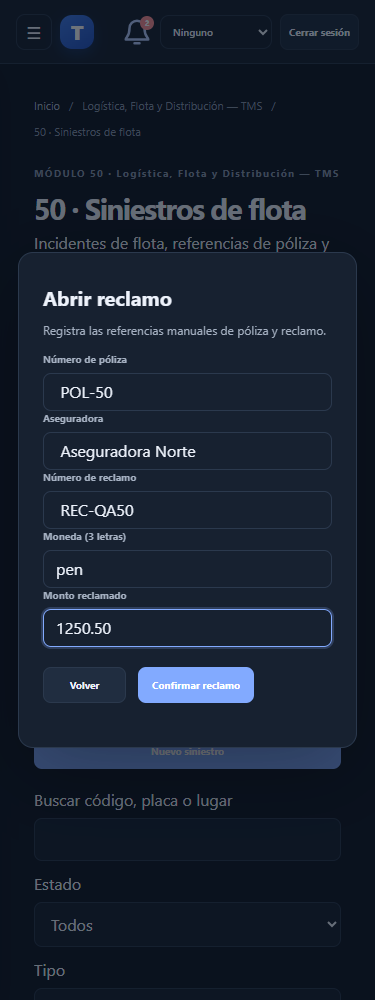 ☰
T
2
Ninguno
Cerrar sesión
Inicio / Logística, Flota y Distribución — TMS /
50 · Siniestros de flota
MÓDULO 50 · Logística, Flota y Distribución — TMS
50 · Siniestros de flota
Incidentes de flota, referencias de póliza y
Abrir reclamo
Registra las referencias manuales de póliza y reclamo.
Número de póliza
POL-50
Aseguradora
Aseguradora Norte
Número de reclamo
REC-QA50
Moneda (3 letras)
pen
Monto reclamado
1250.50
Volver
Confirmar reclamo
Nuevo siniestro
Buscar código, placa o lugar
Estado
Todos
Tipo